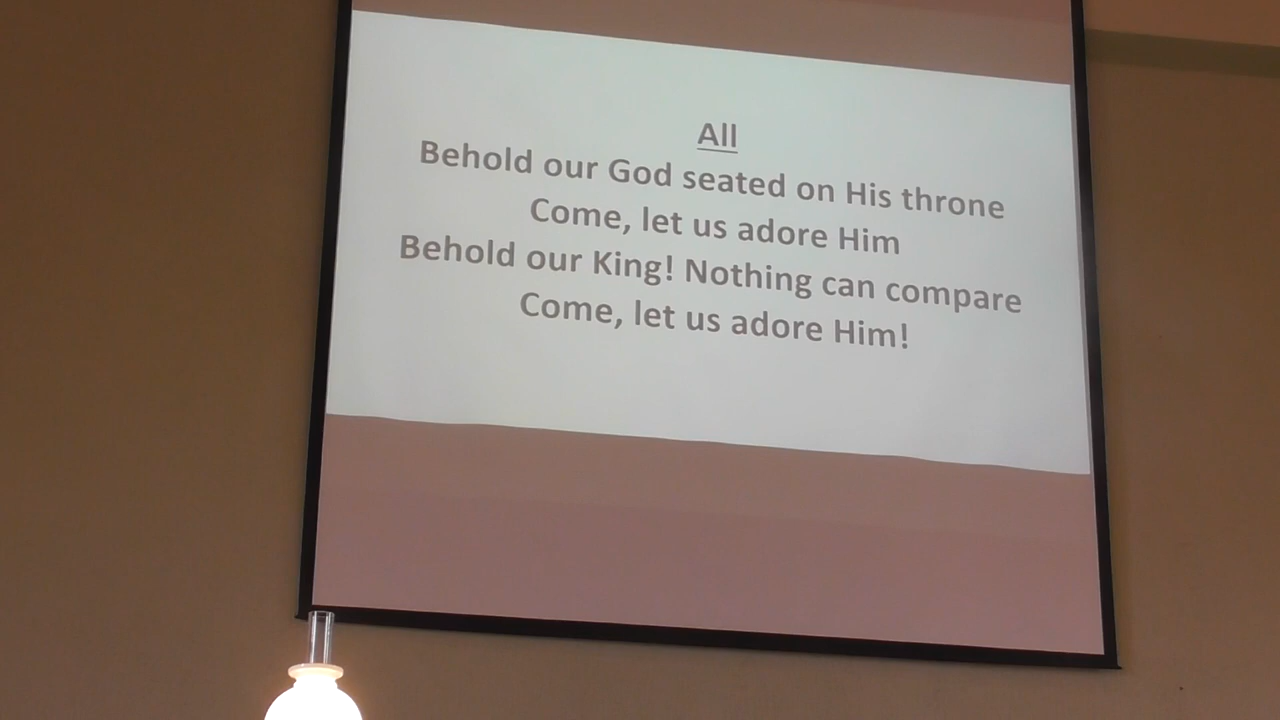 All
Behold our God seated on His throne
Come, let us adore Him
Behold our King! Nothing can compare
Come, let us adore Him!